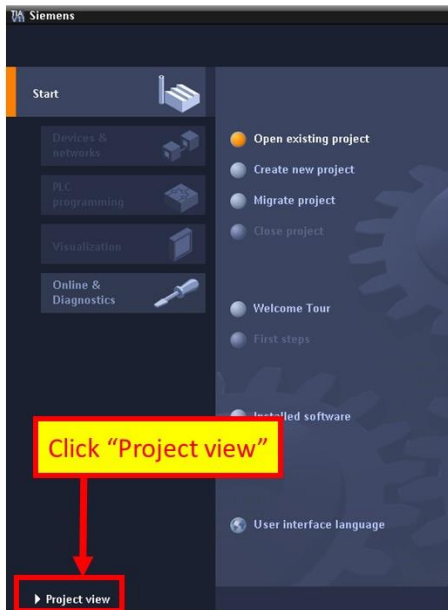 TIA Siemens
Start
Devices &
networks
PLC
programming
Visualization
Online &
Diagnostics
Open existing project
Create new project
Migrate project
Close project
Welcome Tour
First steps
Installed software
Click “Project view”
User interface language
Project view